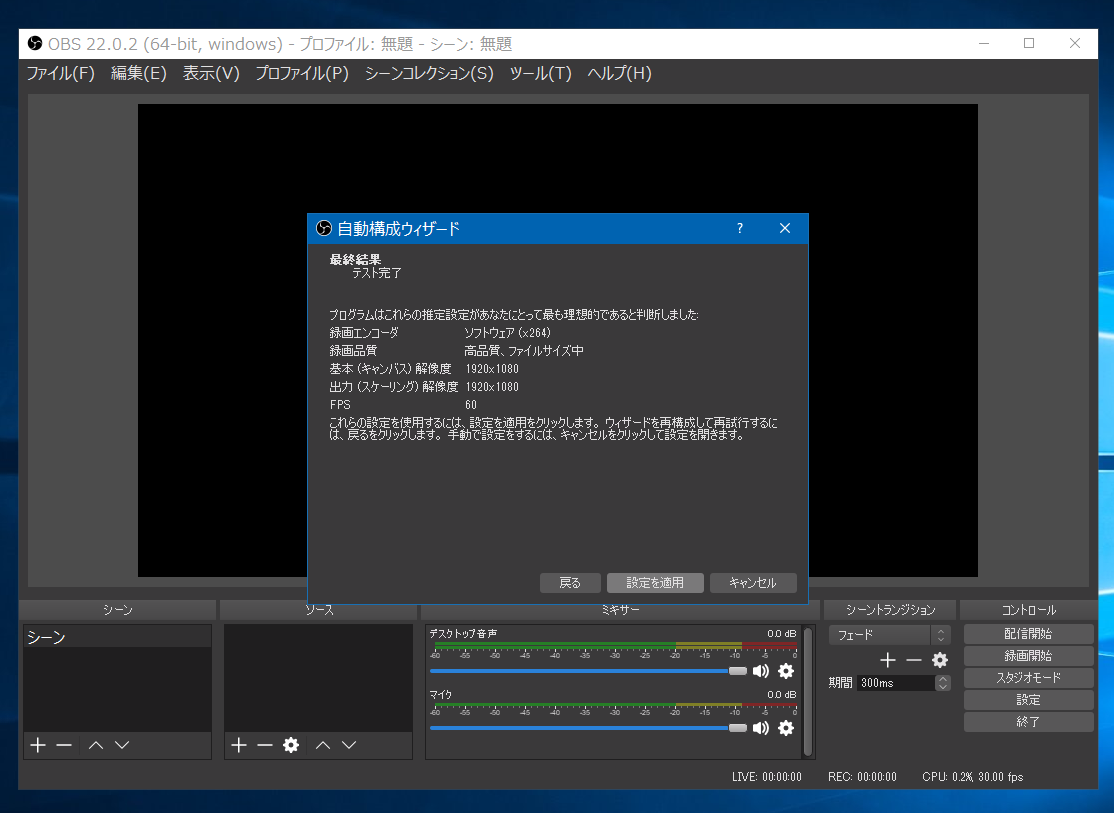 OBS 22.0.2 (64-bit, windows) - プロファイル: 無題 - シーン: 無題
ファイル(F) 編集(E) 表示(V) プロファイル(P) シーンコレクション(S) ツール(T) ヘルプ(H)
自動構成ウィザード ?
最終結果
テスト完了
プログラムはこれらの推定設定があなたにとって最も理想的であると判断しました:
録画エンコーダ ソフトウェア (x264)
録画品質 高品質、ファイルサイズ中
基本 (キャンバス) 解像度 1920x1080
出力 (スケーリング) 解像度 1920x1080
FPS 60
これらの設定を使用するには、設定を適用をクリックします。ウィザードを再構成して再試行するに
は、戻るをクリックします。手動で設定をするには、キャンセルをクリックして設定を開きます。
戻る 設定を適用 キャンセル
シーン ソース ミキサー シーントランジション コントロール
シーン
デスクトップ音声 0.0 dB
-60 -55 -50 -45 -40 -35 -30 -25 -20 -15 -10 -5 0
マイク 0.0 dB
-60 -55 -50 -45 -40 -35 -30 -25 -20 -15 -10 -5 0
フェード
期間 300ms
配信開始
録画開始
スタジオモード
設定
終了
LIVE: 00:00:00 REC: 00:00:00 CPU: 0.2%, 30.00 fps